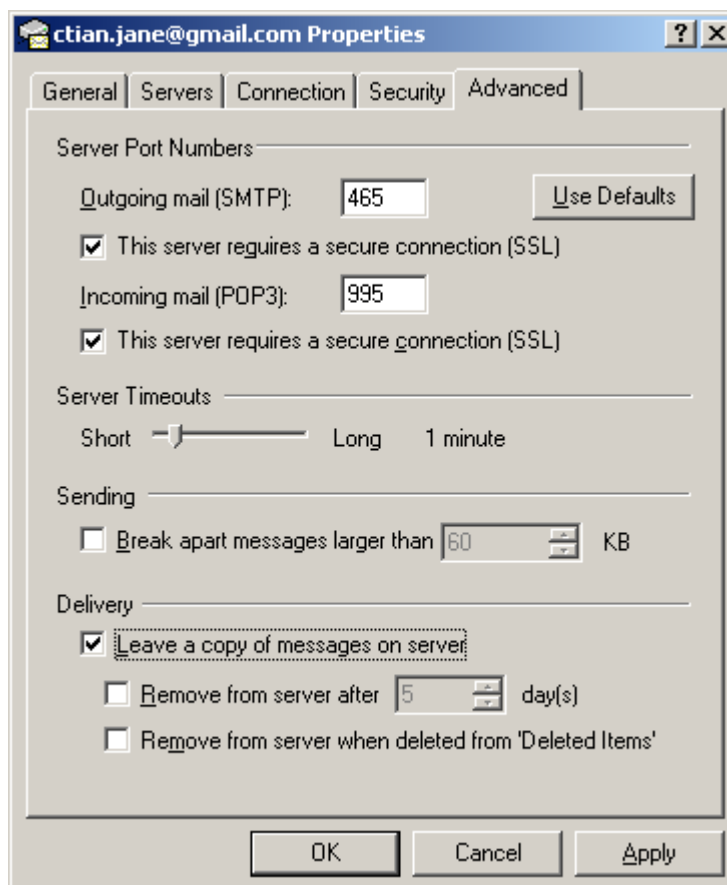 ctian.jane@gmail.com Properties
General Servers Connection Security Advanced
Server Port Numbers
Outgoing mail (SMTP): 465 Use Defaults
This server requires a secure connection (SSL)
Incoming mail (POP3): 995
This server requires a secure connection (SSL)
Server Timeouts
Short Long 1 minute
Sending
Break apart messages larger than 60 KB
Delivery
Leave a copy of messages on server
Remove from server after 5 day(s)
Remove from server when deleted from 'Deleted Items'
OK Cancel Apply